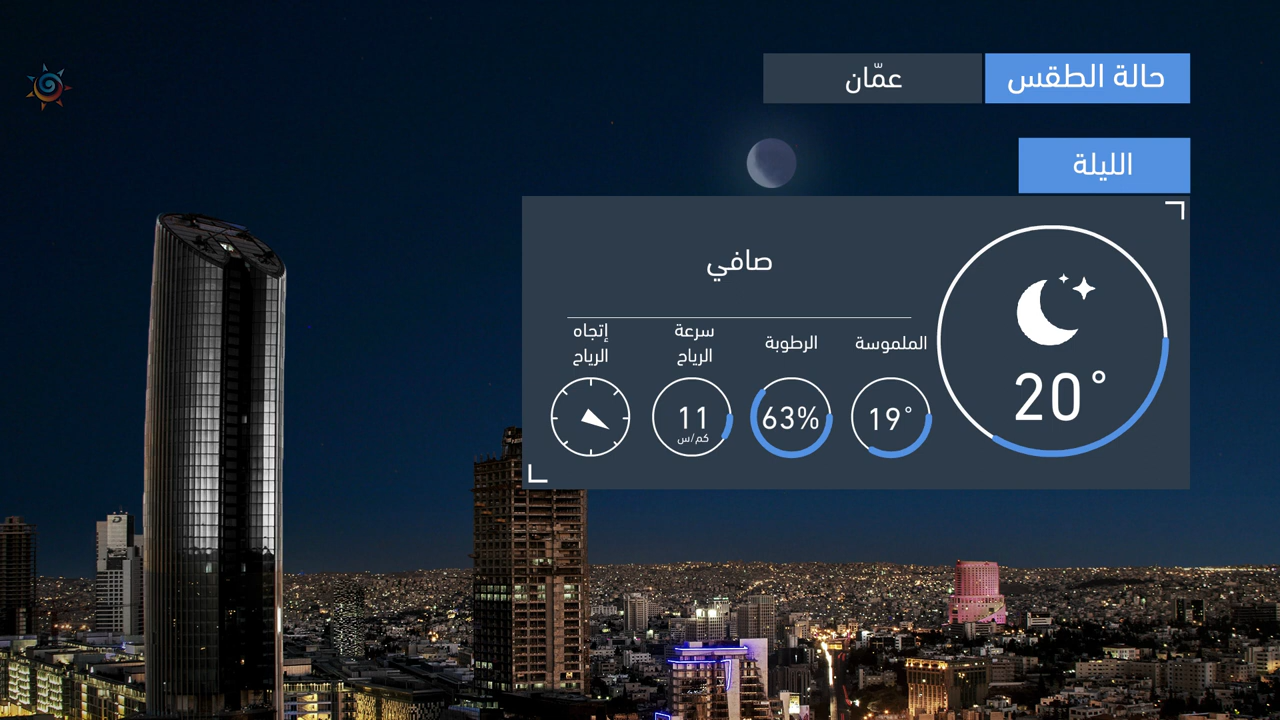 حالة الطقس
عمّان
الليلة
صافي
20°
الملموسة
19°
الرطوبة
63%
سرعة
الرياح
11
كم/س
إتجاه
الرياح